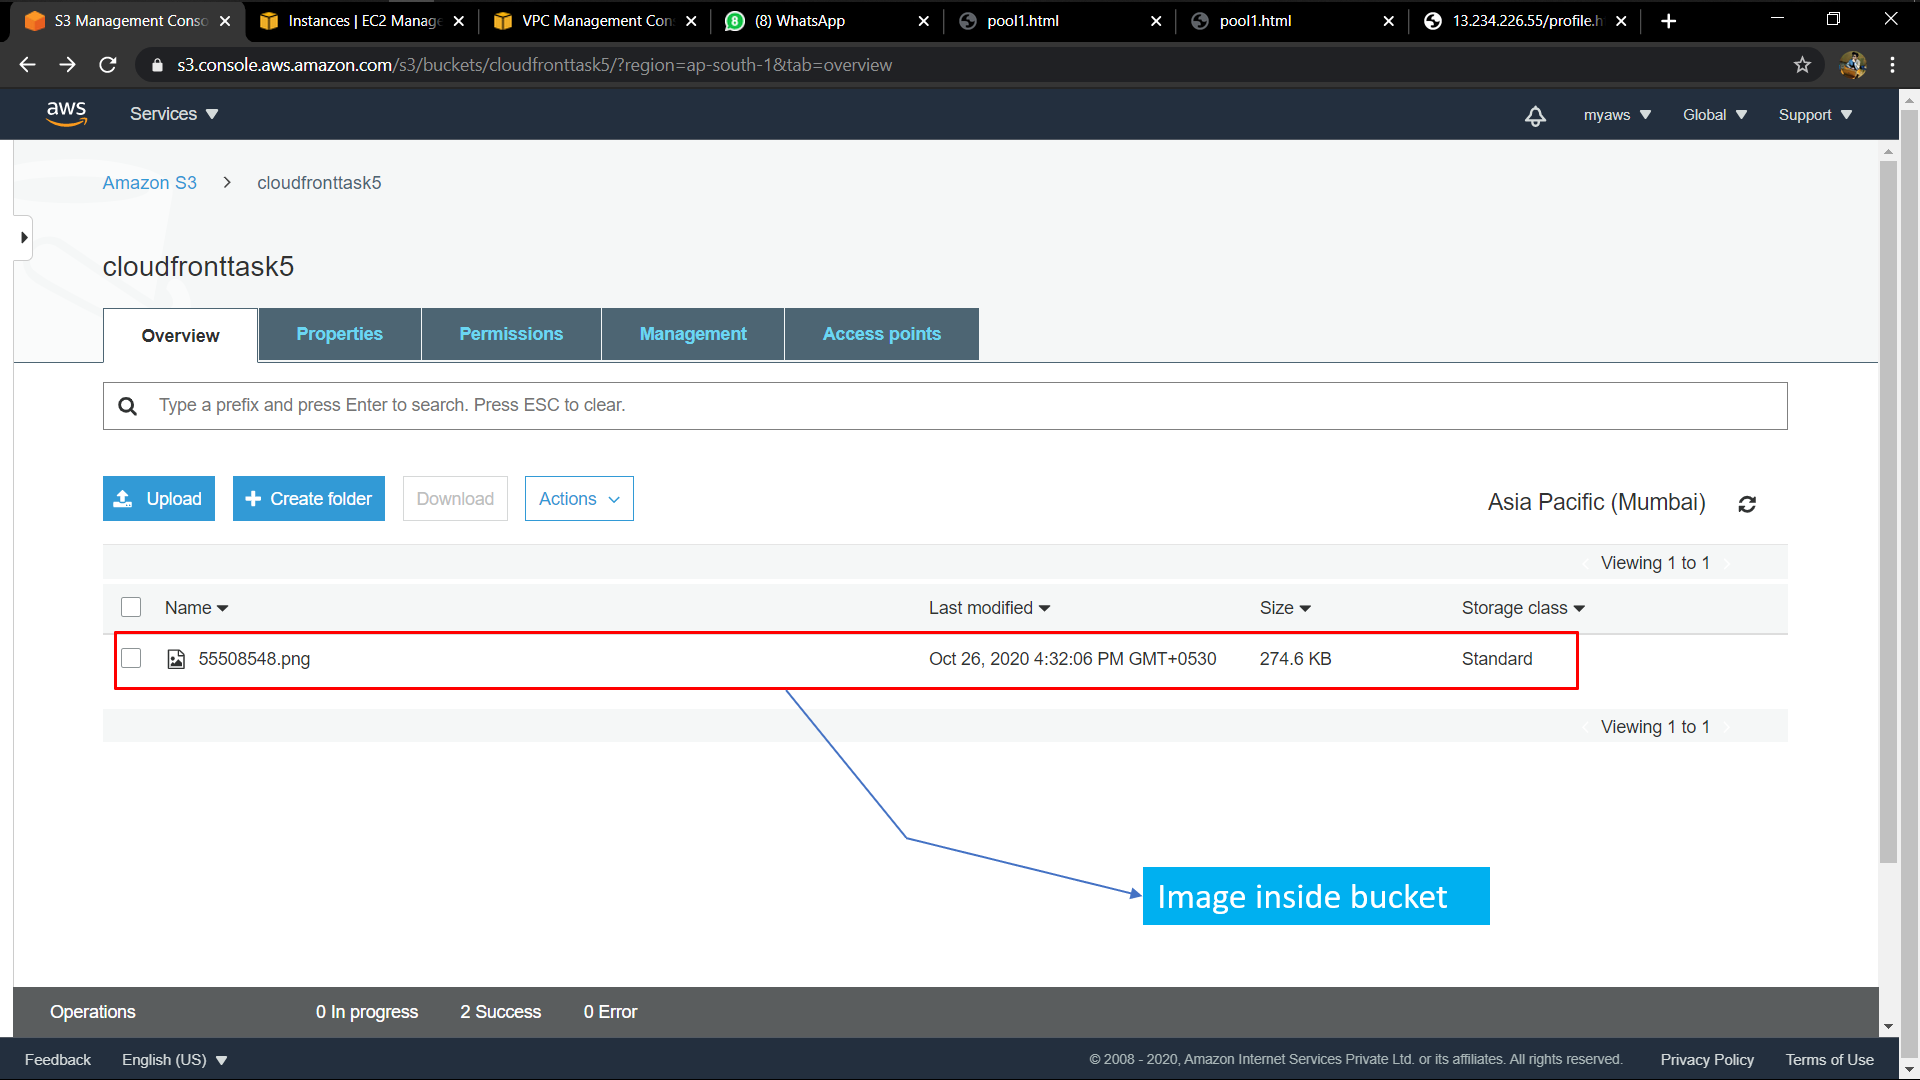 S3 Management Conso
Instances | EC2 Manage
VPC Management Con
8 (8) WhatsApp
pool1.html
pool1.html
13.234.226.55/profile.h
s3.console.aws.amazon.com/s3/buckets/cloudfronttask5/?region=ap-south-1&tab=overview
aws
Services
myaws
Global
Support
Amazon S3 > cloudfronttask5
cloudfronttask5
Overview
Properties
Permissions
Management
Access points
Type a prefix and press Enter to search. Press ESC to clear.
Upload
+ Create folder
Download
Actions
Asia Pacific (Mumbai)
Viewing 1 to 1
Name
Last modified
Size
Storage class
55508548.png
Oct 26, 2020 4:32:06 PM GMT+0530
274.6 KB
Standard
Viewing 1 to 1
Image inside bucket
Operations
0 In progress
2 Success
0 Error
Feedback
English (US)
© 2008 - 2020, Amazon Internet Services Private Ltd. or its affiliates. All rights reserved.
Privacy Policy
Terms of Use